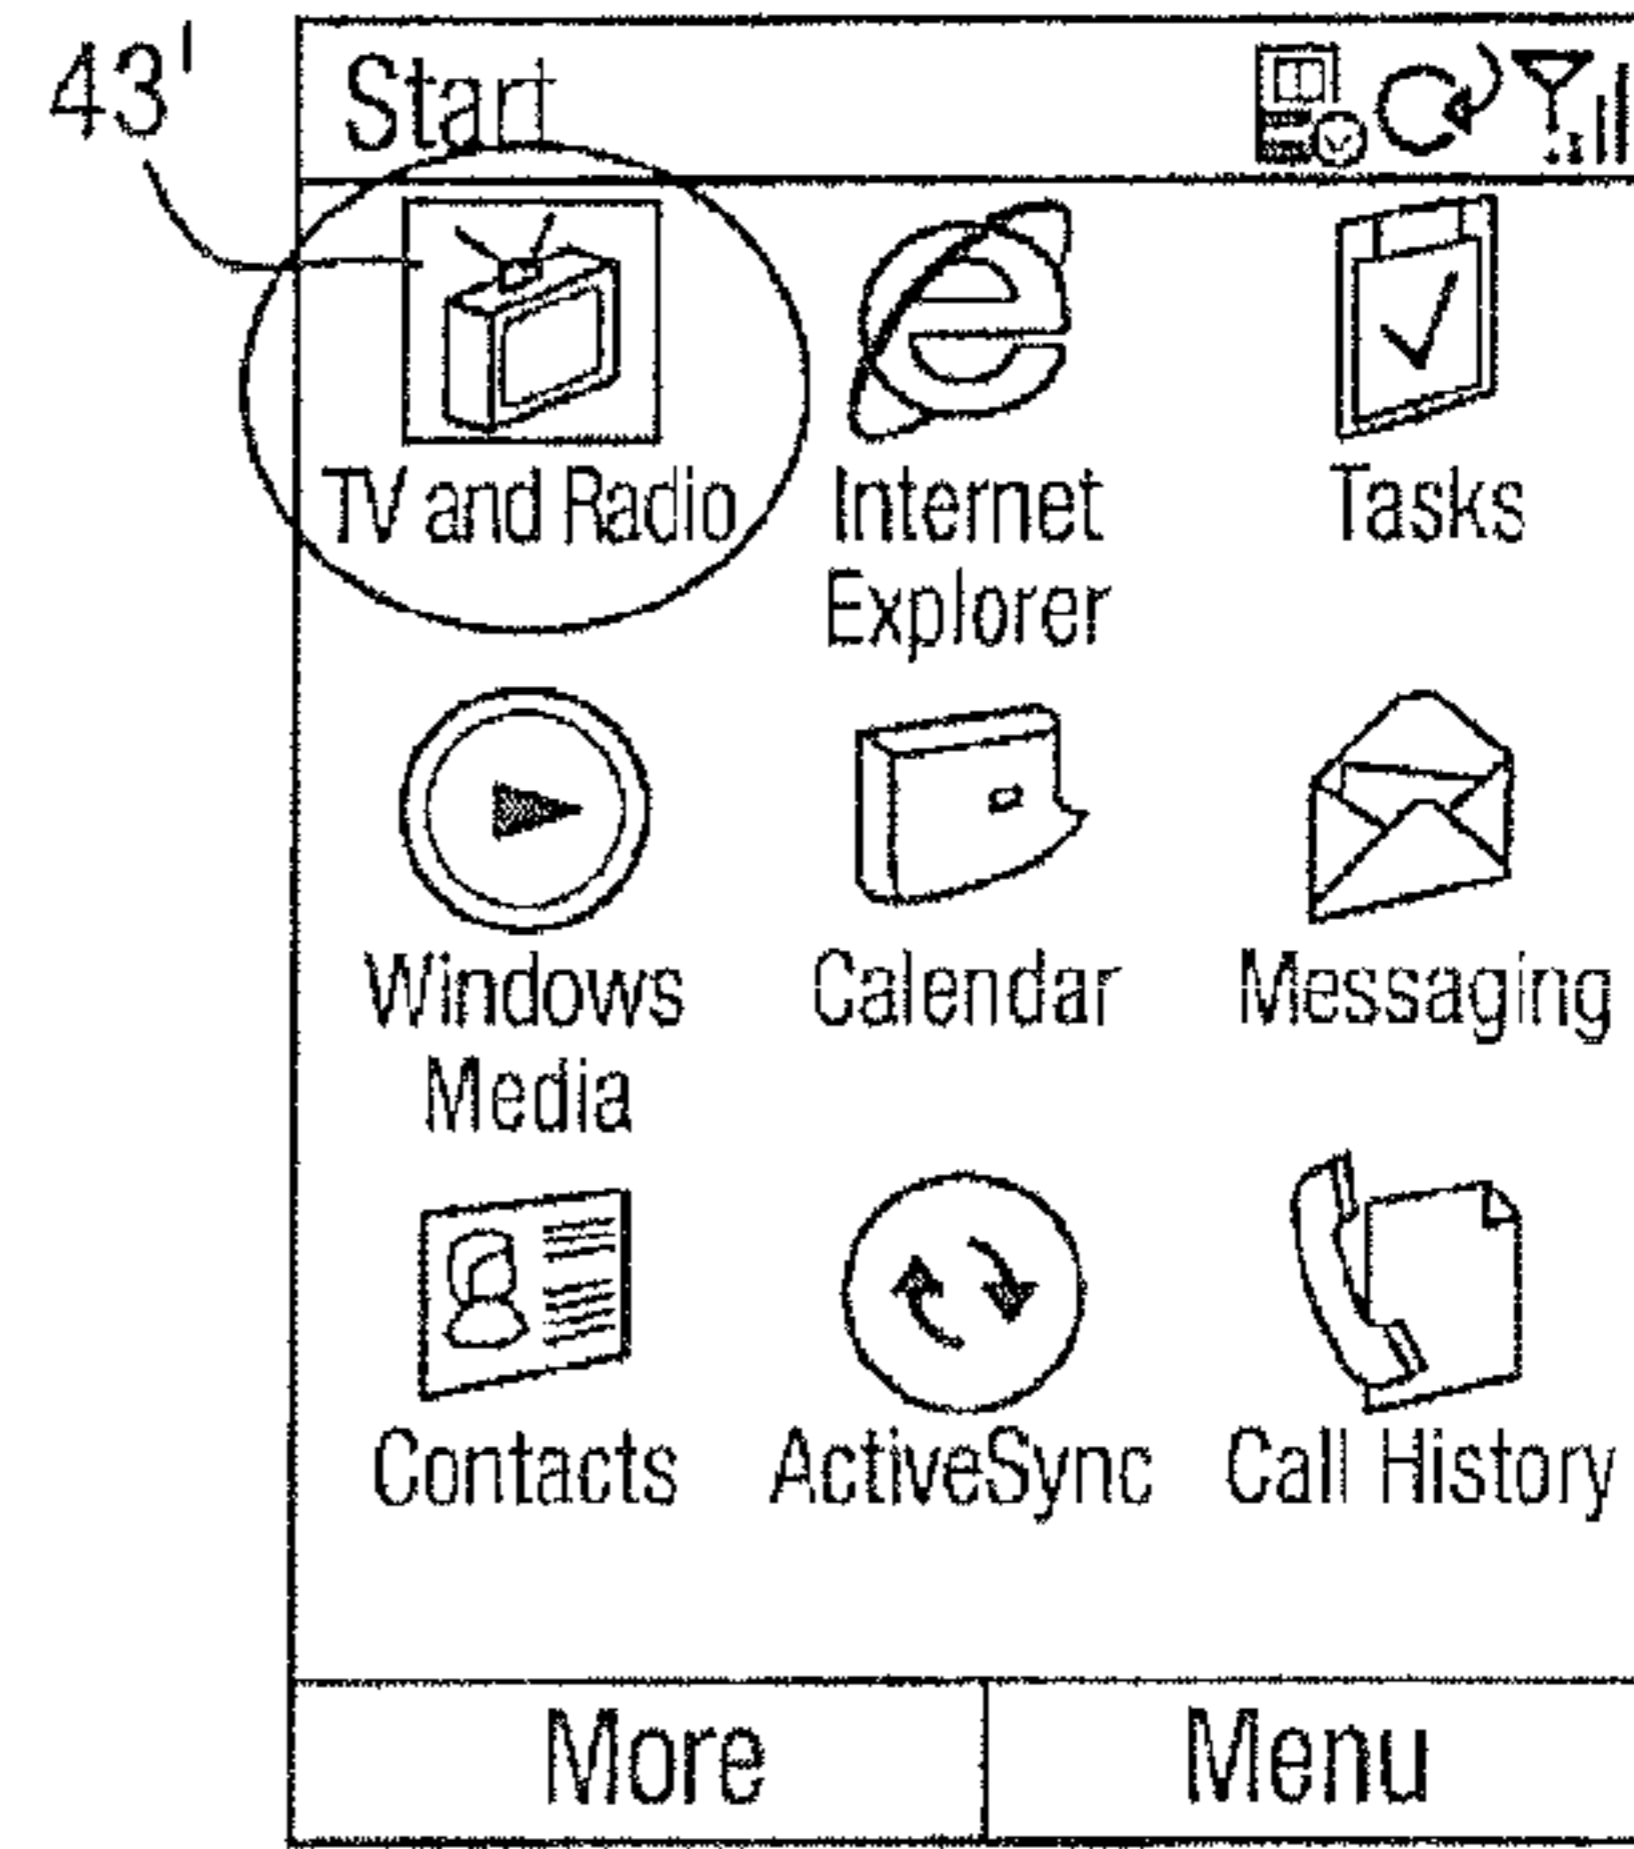 43'
Start
TV and Radio
Internet
Explorer
Tasks
Windows
Media
Calendar
Messaging
Contacts
ActiveSync
Call History
More
Menu